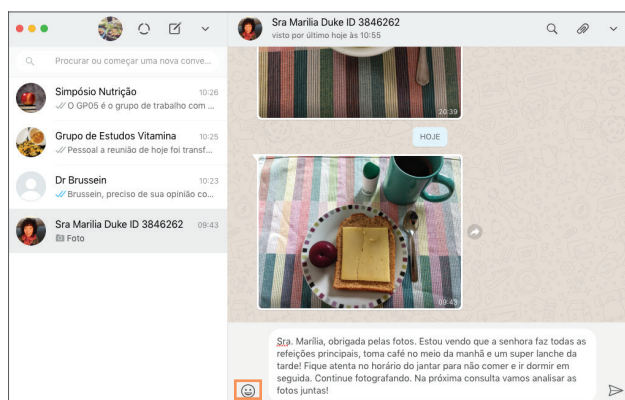 Sra Marilia Duke ID 3846262
visto por último hoje às 10:55
Procurar ou começar uma nova conve...
Simpósio Nutrição 10:26
O GP05 é o grupo de trabalho com ...
Grupo de Estudos Vitamina 10:25
Pessoal a reunião de hoje foi transf...
Dr Brussein 10:23
Brussein, preciso de sua opinião co...
Sra Marilia Duke ID 3846262 09:43
Foto
20:39
HOJE
09:43
Sra. Marília, obrigada pelas fotos. Estou vendo que a senhora faz todas as
refeições principais, toma café no meio da manhã e um super lanche da
tarde! Fique atenta no horário do jantar para não comer e ir dormir em
seguida. Continue fotografando. Na próxima consulta vamos analisar as
fotos juntas!